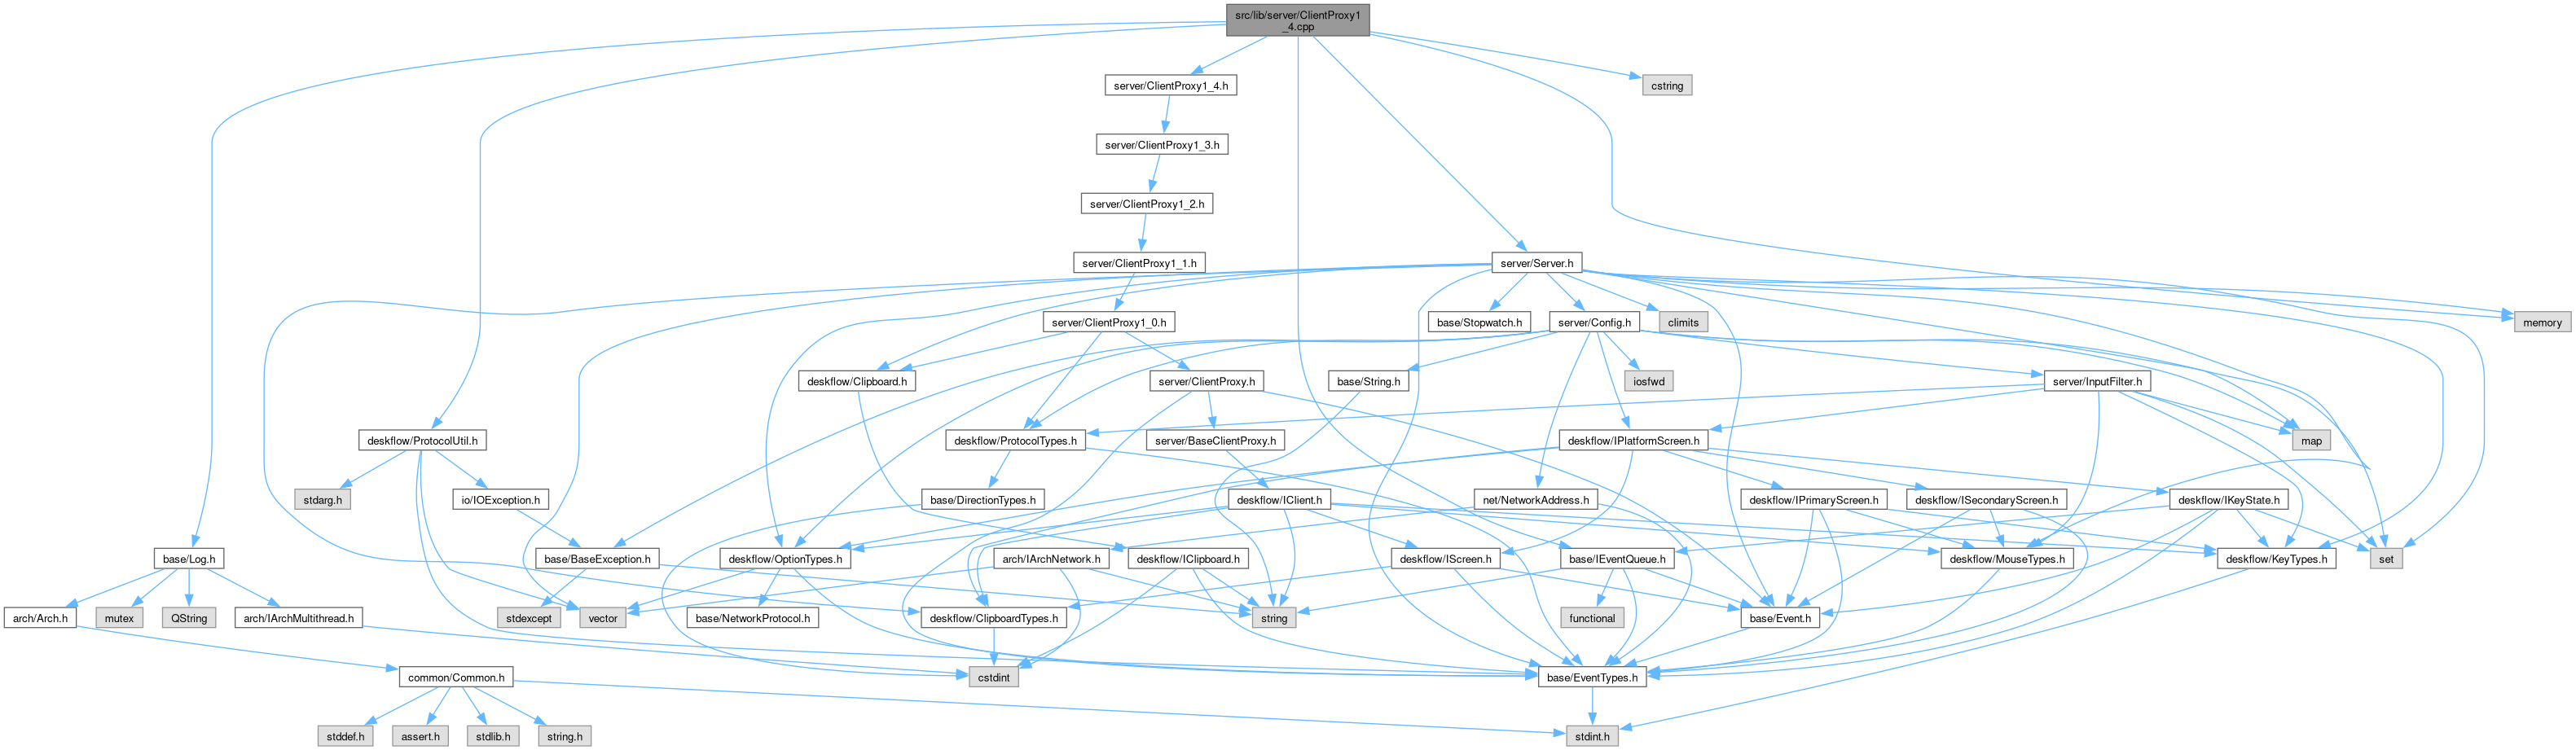 src/lib/server/ClientProxy1
_4.cpp
server/ClientProxy1_4.h
cstring
server/ClientProxy1_3.h
server/ClientProxy1_2.h
server/ClientProxy1_1.h
server/Server.h
server/ClientProxy1_0.h
base/Stopwatch.h
server/Config.h
climits
memory
deskflow/Clipboard.h
server/ClientProxy.h
base/String.h
iosfwd
server/InputFilter.h
deskflow/ProtocolUtil.h
deskflow/ProtocolTypes.h
server/BaseClientProxy.h
deskflow/IPlatformScreen.h
map
stdarg.h
io/IOException.h
base/DirectionTypes.h
deskflow/IClient.h
net/NetworkAddress.h
deskflow/IPrimaryScreen.h
deskflow/ISecondaryScreen.h
deskflow/IKeyState.h
base/Log.h
base/BaseException.h
deskflow/OptionTypes.h
arch/IArchNetwork.h
deskflow/IClipboard.h
deskflow/IScreen.h
base/IEventQueue.h
deskflow/MouseTypes.h
deskflow/KeyTypes.h
set
arch/Arch.h
mutex
QString
arch/IArchMultithread.h
stdexcept
vector
base/NetworkProtocol.h
deskflow/ClipboardTypes.h
string
functional
base/Event.h
common/Common.h
cstdint
base/EventTypes.h
stddef.h
assert.h
stdlib.h
string.h
stdint.h